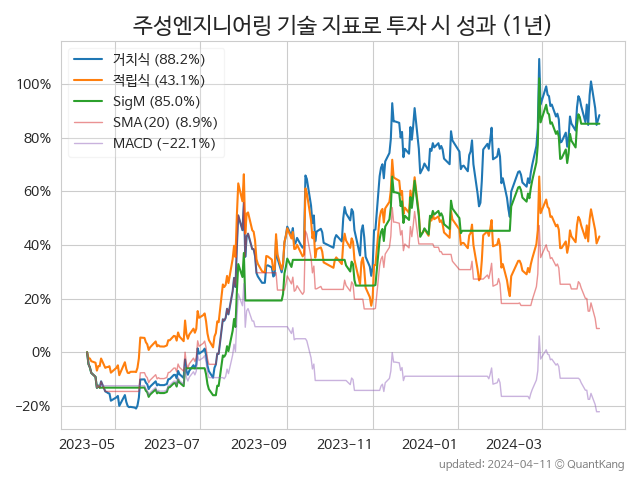 주성엔지니어링 기술 지표로 투자 시 성과 (1년)
거치식 (88.2%)
적립식 (43.1%)
SigM (85.0%)
SMA(20) (8.9%)
MACD (−22.1%)
100%
80%
60%
40%
20%
0%
−20%
2023-05 2023-07 2023-09 2023-11 2024-01 2024-03
updated: 2024-04-11 © QuantKang